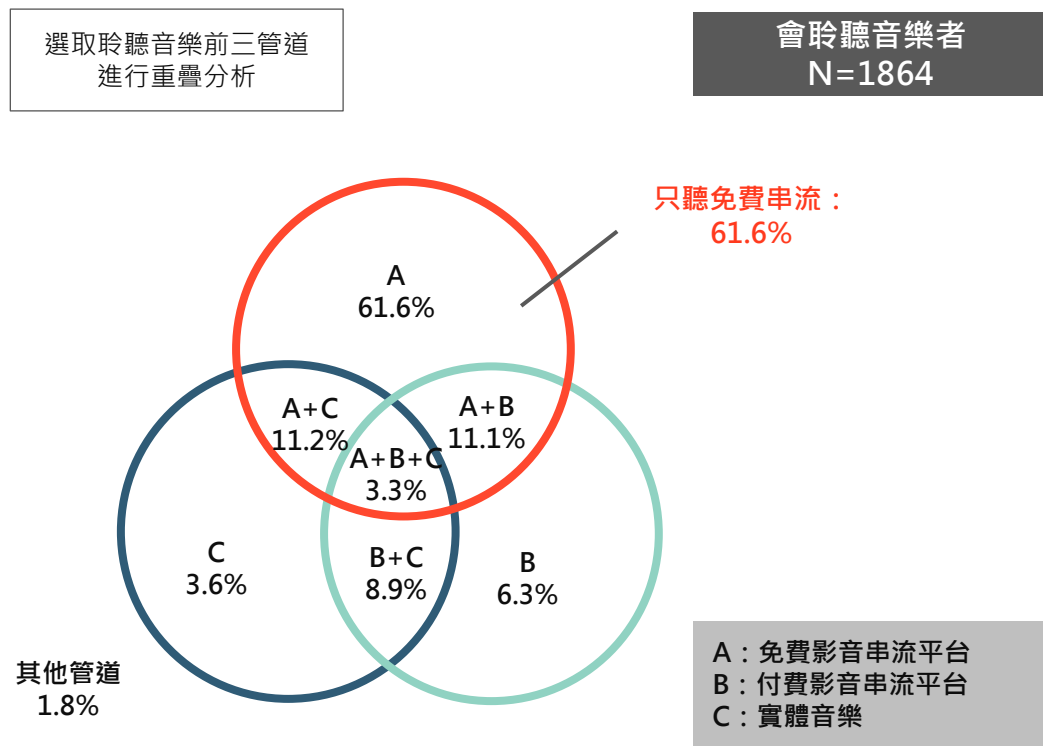 選取聆聽音樂前三管道
進行重疊分析
會聆聽音樂者
N=1864
只聽免費串流：
61.6%
A
61.6%
A+C
11.2%
A+B
11.1%
A+B+C
3.3%
C
3.6%
B+C
8.9%
B
6.3%
其他管道
1.8%
A：免費影音串流平台
B：付費影音串流平台
C：實體音樂